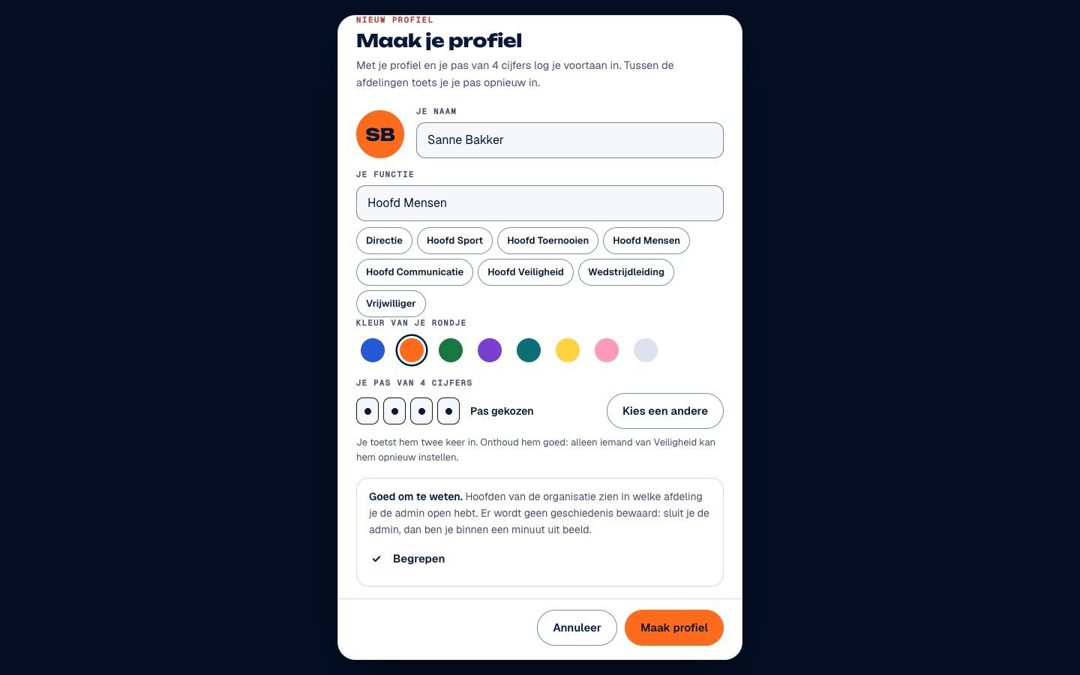 NIEUW PROFIEL
Maak je profiel
Met je profiel en je pas van 4 cijfers log je voortaan in. Tussen de
afdelingen toets je je pas opnieuw in.
SB
JE NAAM
Sanne Bakker
JE FUNCTIE
Hoofd Mensen
Directie Hoofd Sport Hoofd Toernooien Hoofd Mensen
Hoofd Communicatie Hoofd Veiligheid Wedstrijdleiding
Vrijwilliger
KLEUR VAN JE RONDJE
JE PAS VAN 4 CIJFERS
Pas gekozen Kies een andere
Je toetst hem twee keer in. Onthoud hem goed: alleen iemand van Veiligheid kan
hem opnieuw instellen.
Goed om te weten. Hoofden van de organisatie zien in welke afdeling
je de admin open hebt. Er wordt geen geschiedenis bewaard: sluit je de
admin, dan ben je binnen een minuut uit beeld.
Begrepen
Annuleer Maak profiel